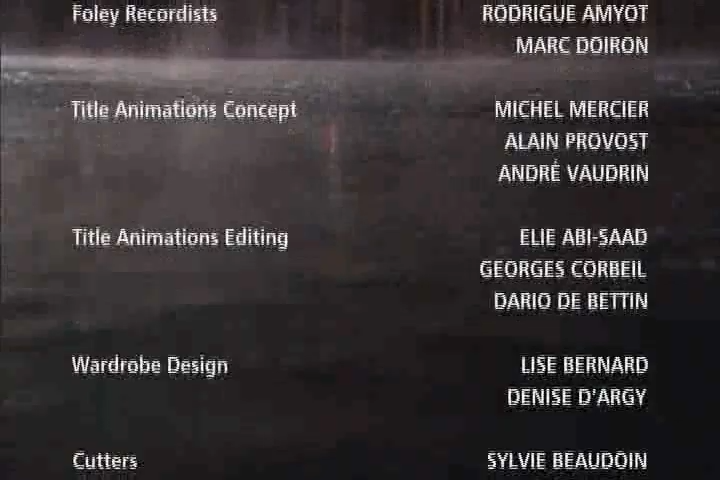 Foley Recordists RODRIGUE AMYOT
MARC DOIRON
Title Animations Concept MICHEL MERCIER
ALAIN PROVOST
ANDRÉ VAUDRIN
Title Animations Editing ELIE ABI-SAAD
GEORGES CORBEIL
DARIO DE BETTIN
Wardrobe Design LISE BERNARD
DENISE D'ARGY
Cutters SYLVIE BEAUDOIN